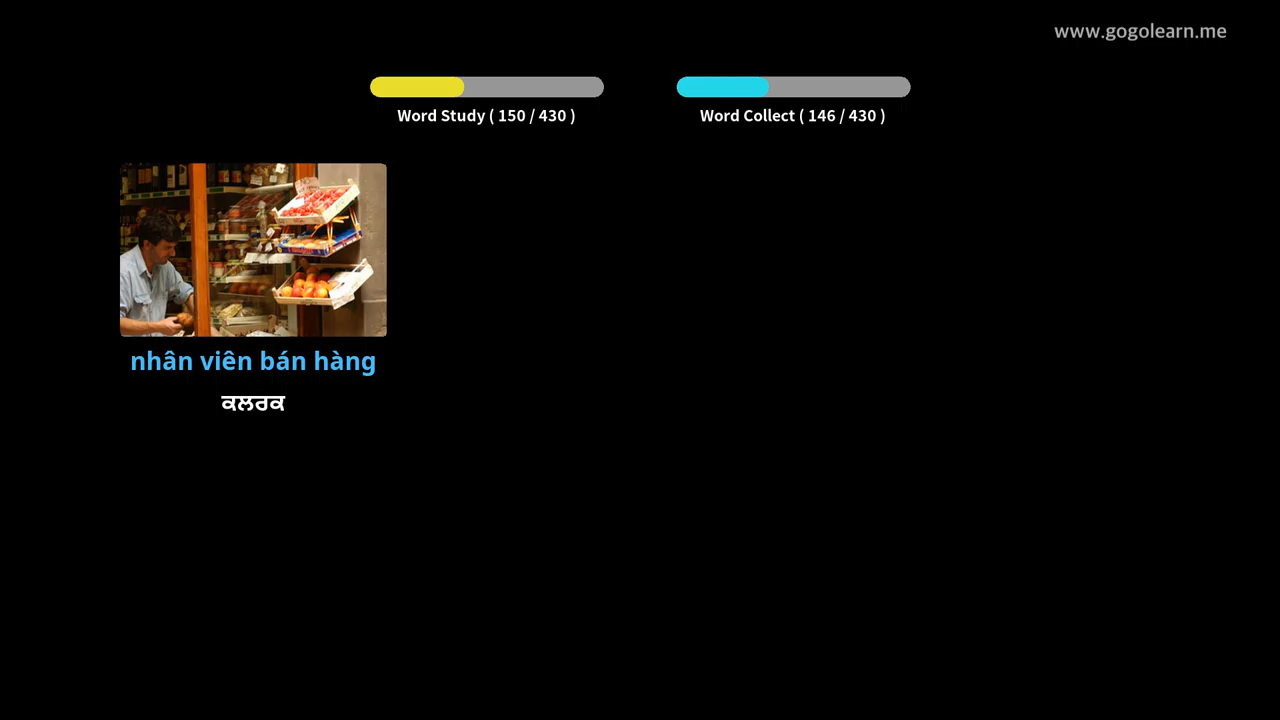 www.gogolearn.me
Word Study ( 150 / 430 )
Word Collect ( 146 / 430 )
nhân viên bán hàng
ਕਲਰਕ